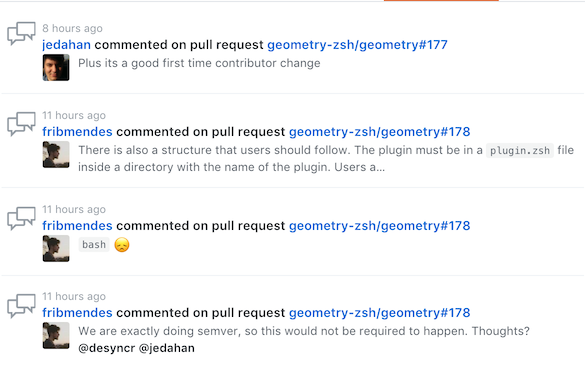 8 hours ago
jedahan commented on pull request geometry-zsh/geometry#177
Plus its a good first time contributor change
11 hours ago
fribmendes commented on pull request geometry-zsh/geometry#178
There is also a structure that users should follow. The plugin must be in a plugin.zsh file
inside a directory with the name of the plugin. Users a...
11 hours ago
fribmendes commented on pull request geometry-zsh/geometry#178
bash 😞
11 hours ago
fribmendes commented on pull request geometry-zsh/geometry#178
We are exactly doing semver, so this would not be required to happen. Thoughts?
@desyncr @jedahan